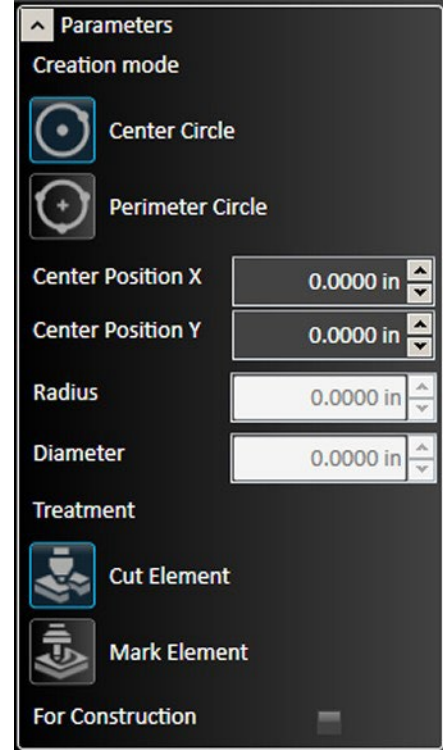 Parameters
Creation mode
Center Circle
Perimeter Circle
Center Position X 0.0000 in
Center Position Y 0.0000 in
Radius 0.0000 in
Diameter 0.0000 in
Treatment
Cut Element
Mark Element
For Construction